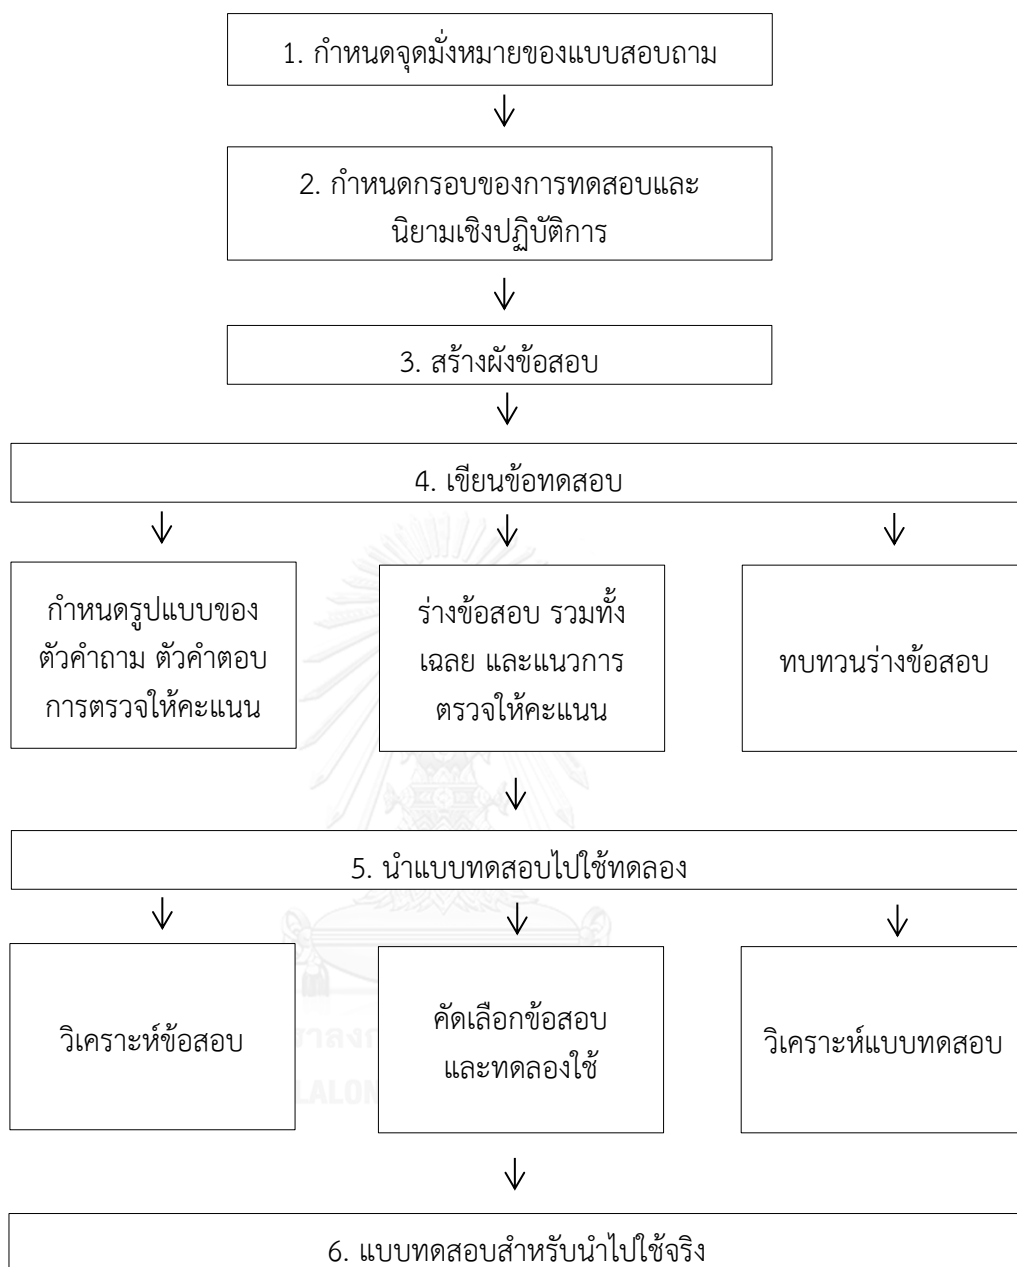 1. กำหนดจุดมั่งหมายของแบบสอบถาม
2. กำหนดกรอบของการทดสอบและ
นิยามเชิงปฏิบัติการ
3. สร้างผังข้อสอบ
4. เขียนข้อทดสอบ
กำหนดรูปแบบของ
ตัวคำถาม ตัวคำตอบ
การตรวจให้คะแนน
ร่างข้อสอบ รวมทั้ง
เฉลย และแนวการ
ตรวจให้คะแนน
ทบทวนร่างข้อสอบ
5. นำแบบทดสอบไปใช้ทดลอง
วิเคราะห์ข้อสอบ
คัดเลือกข้อสอบ
และทดลองใช้
วิเคราะห์แบบทดสอบ
6. แบบทดสอบสำหรับนำไปใช้จริง